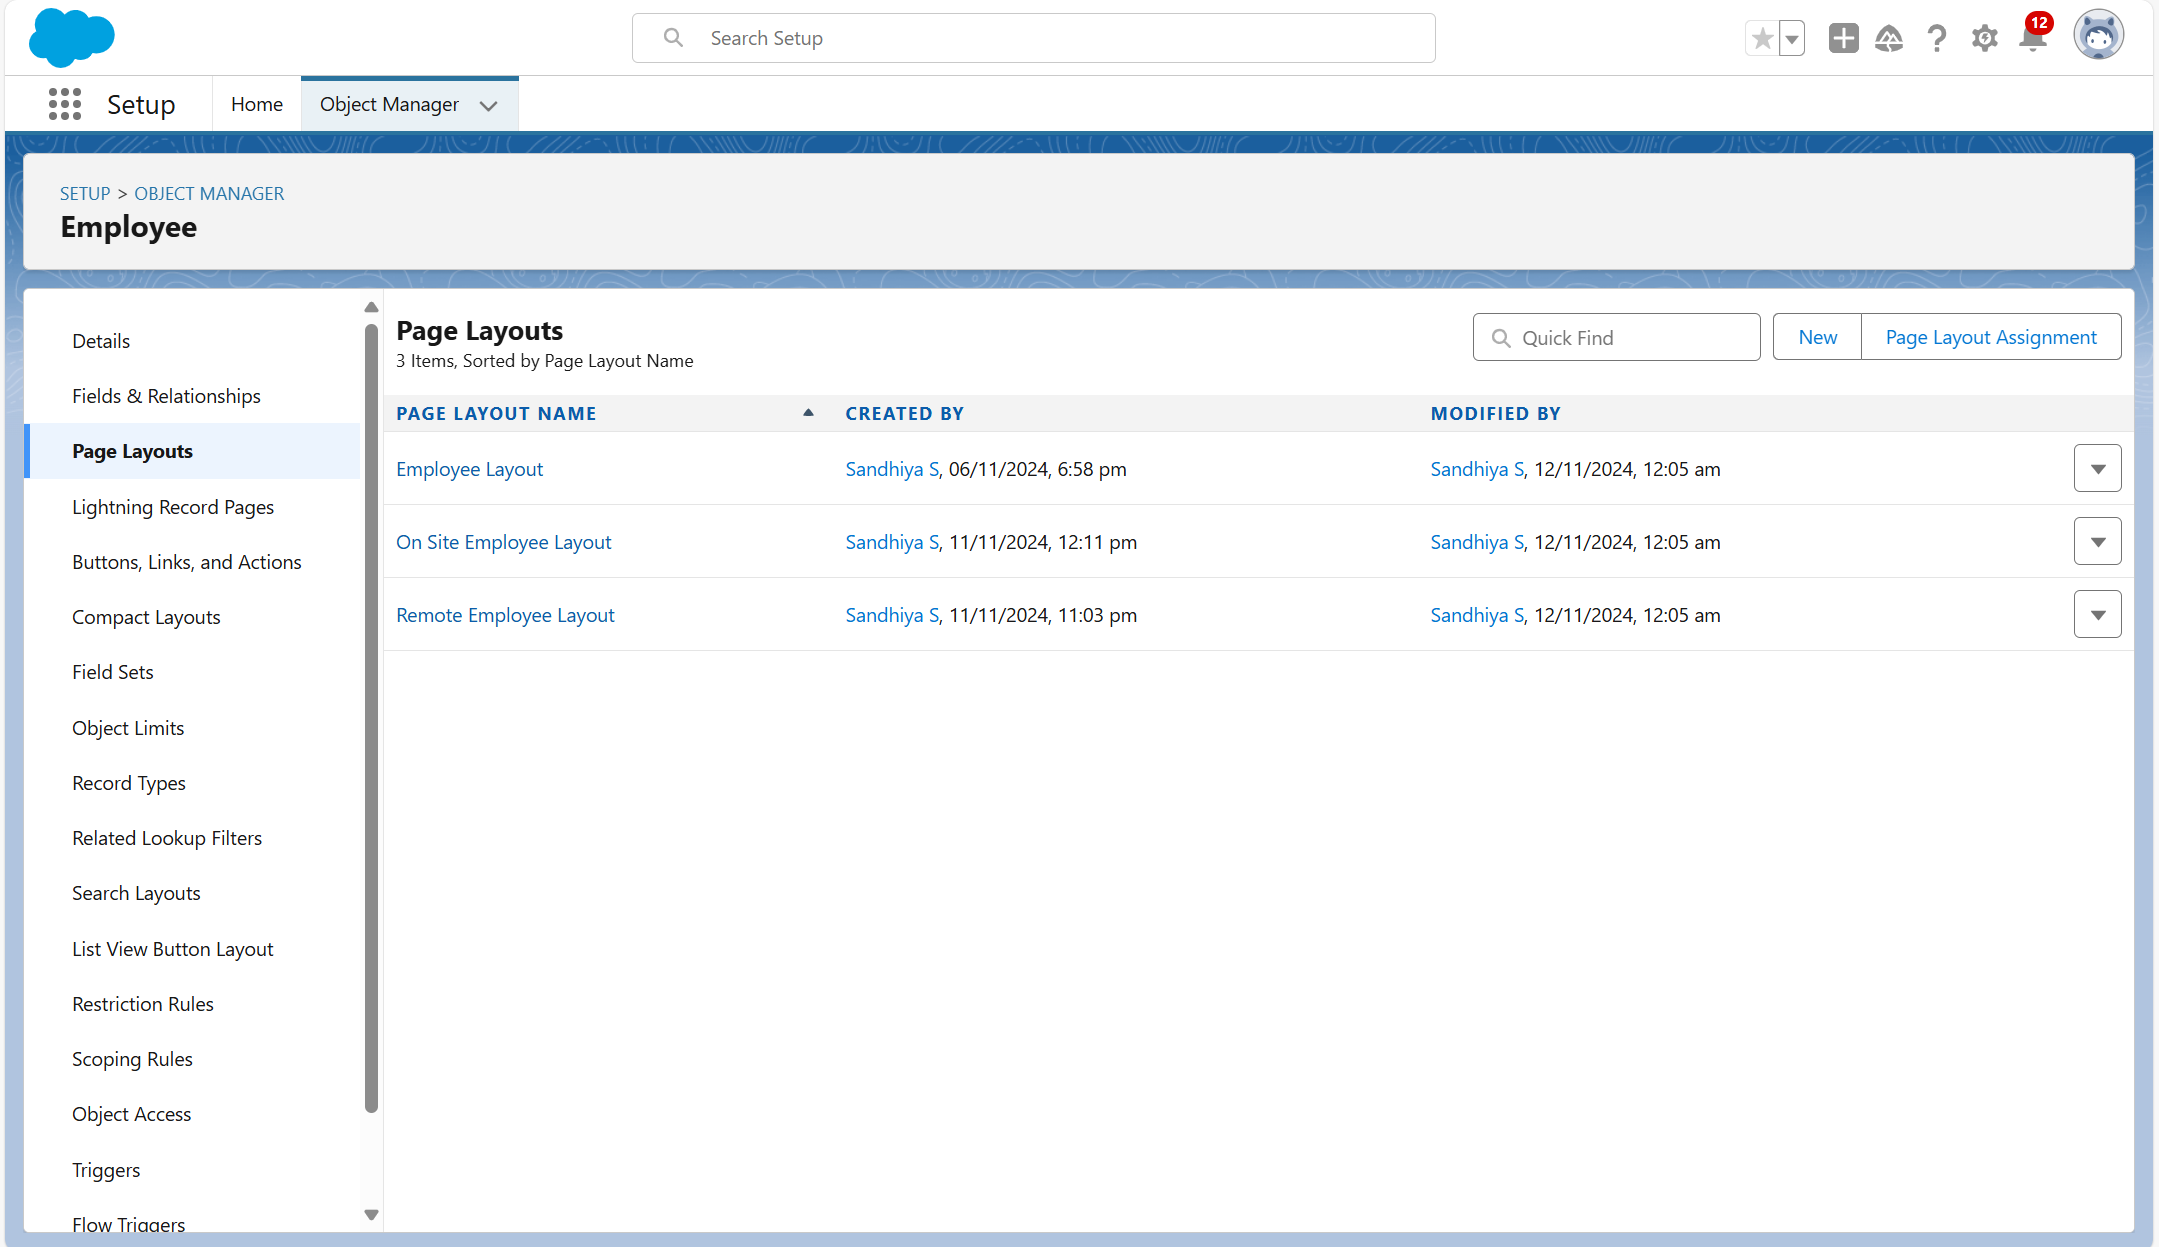 Search Setup
12
Setup
Home
Object Manager
SETUP > OBJECT MANAGER
Employee
Details
Fields & Relationships
Page Layouts
Lightning Record Pages
Buttons, Links, and Actions
Compact Layouts
Field Sets
Object Limits
Record Types
Related Lookup Filters
Search Layouts
List View Button Layout
Restriction Rules
Scoping Rules
Object Access
Triggers
Flow Triggers
Page Layouts
3 Items, Sorted by Page Layout Name
Quick Find
New
Page Layout Assignment
PAGE LAYOUT NAME CREATED BY MODIFIED BY
Employee Layout Sandhiya S, 06/11/2024, 6:58 pm Sandhiya S, 12/11/2024, 12:05 am
On Site Employee Layout Sandhiya S, 11/11/2024, 12:11 pm Sandhiya S, 12/11/2024, 12:05 am
Remote Employee Layout Sandhiya S, 11/11/2024, 11:03 pm Sandhiya S, 12/11/2024, 12:05 am